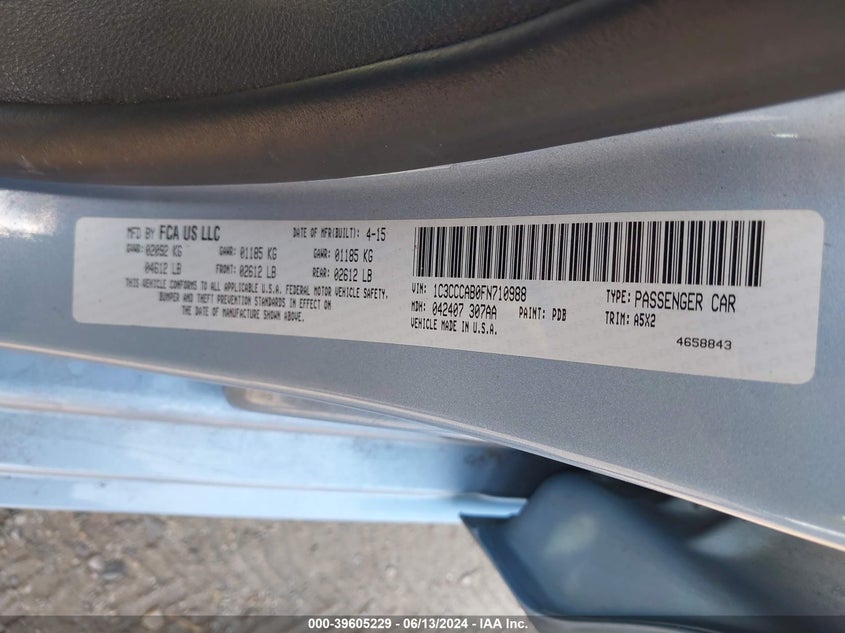 MFD BY FCA US LLC DATE OF MFR(BUILT): 4-15
GVWR: 02092 KG GAWR: 01185 KG GAWR: 01185 KG
04612 LB FRONT: 02612 LB REAR: 02612 LB
THIS VEHICLE CONFORMS TO ALL APPLICABLE U.S.A. FEDERAL MOTOR VEHICLE SAFETY,
BUMPER AND THEFT PREVENTION STANDARDS IN EFFECT ON
THE DATE OF MANUFACTURE SHOWN ABOVE.
VIN: 1C3CCCAB0FN710988 TYPE: PASSENGER CAR
MDH: 042407 307AA PAINT: PDB TRIM: A5X2
VEHICLE MADE IN U.S.A.
4658843
000-39605229 - 06/13/2024 - IAA Inc.